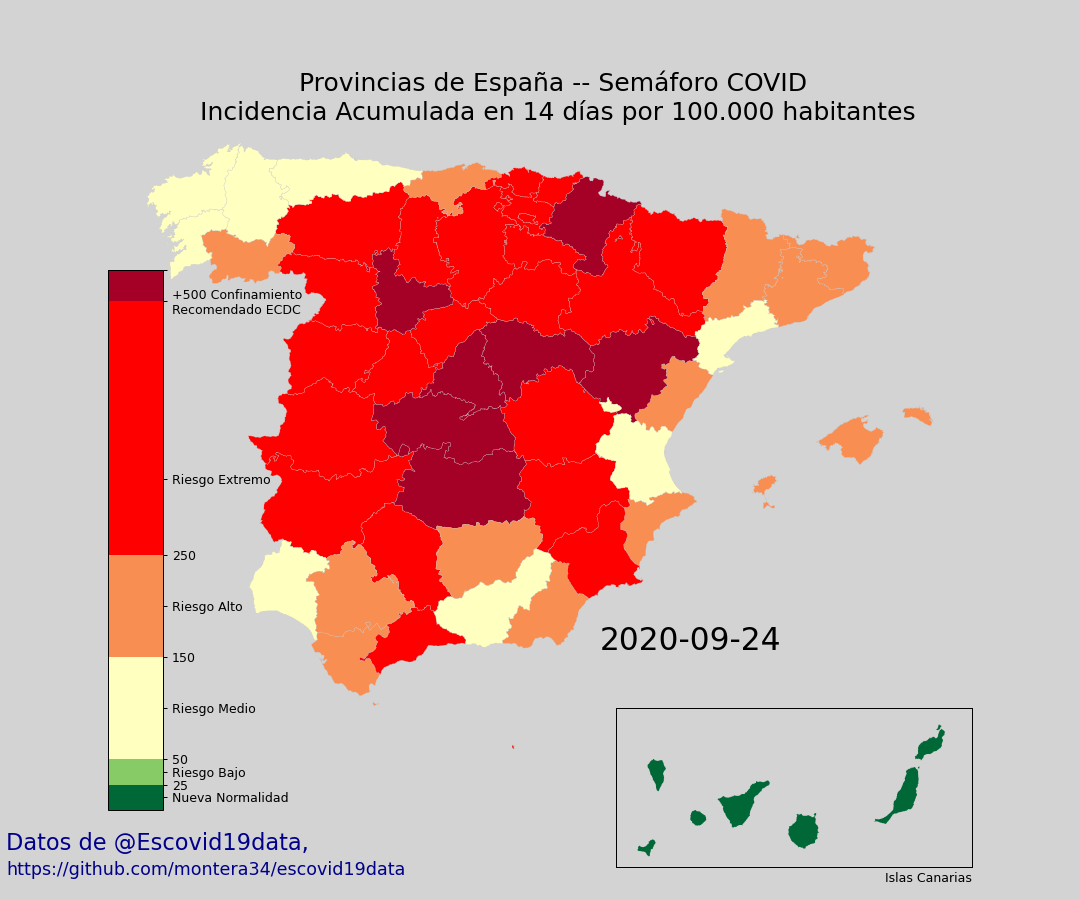 Provincias de España -- Semáforo COVID
Incidencia Acumulada en 14 días por 100.000 habitantes
+500 Confinamiento
Recomendado ECDC
Riesgo Extremo
250
Riesgo Alto
150
Riesgo Medio
50
Riesgo Bajo
25
Nueva Normalidad
2020-09-24
Islas Canarias
Datos de @Escovid19data,
https://github.com/montera34/escovid19data